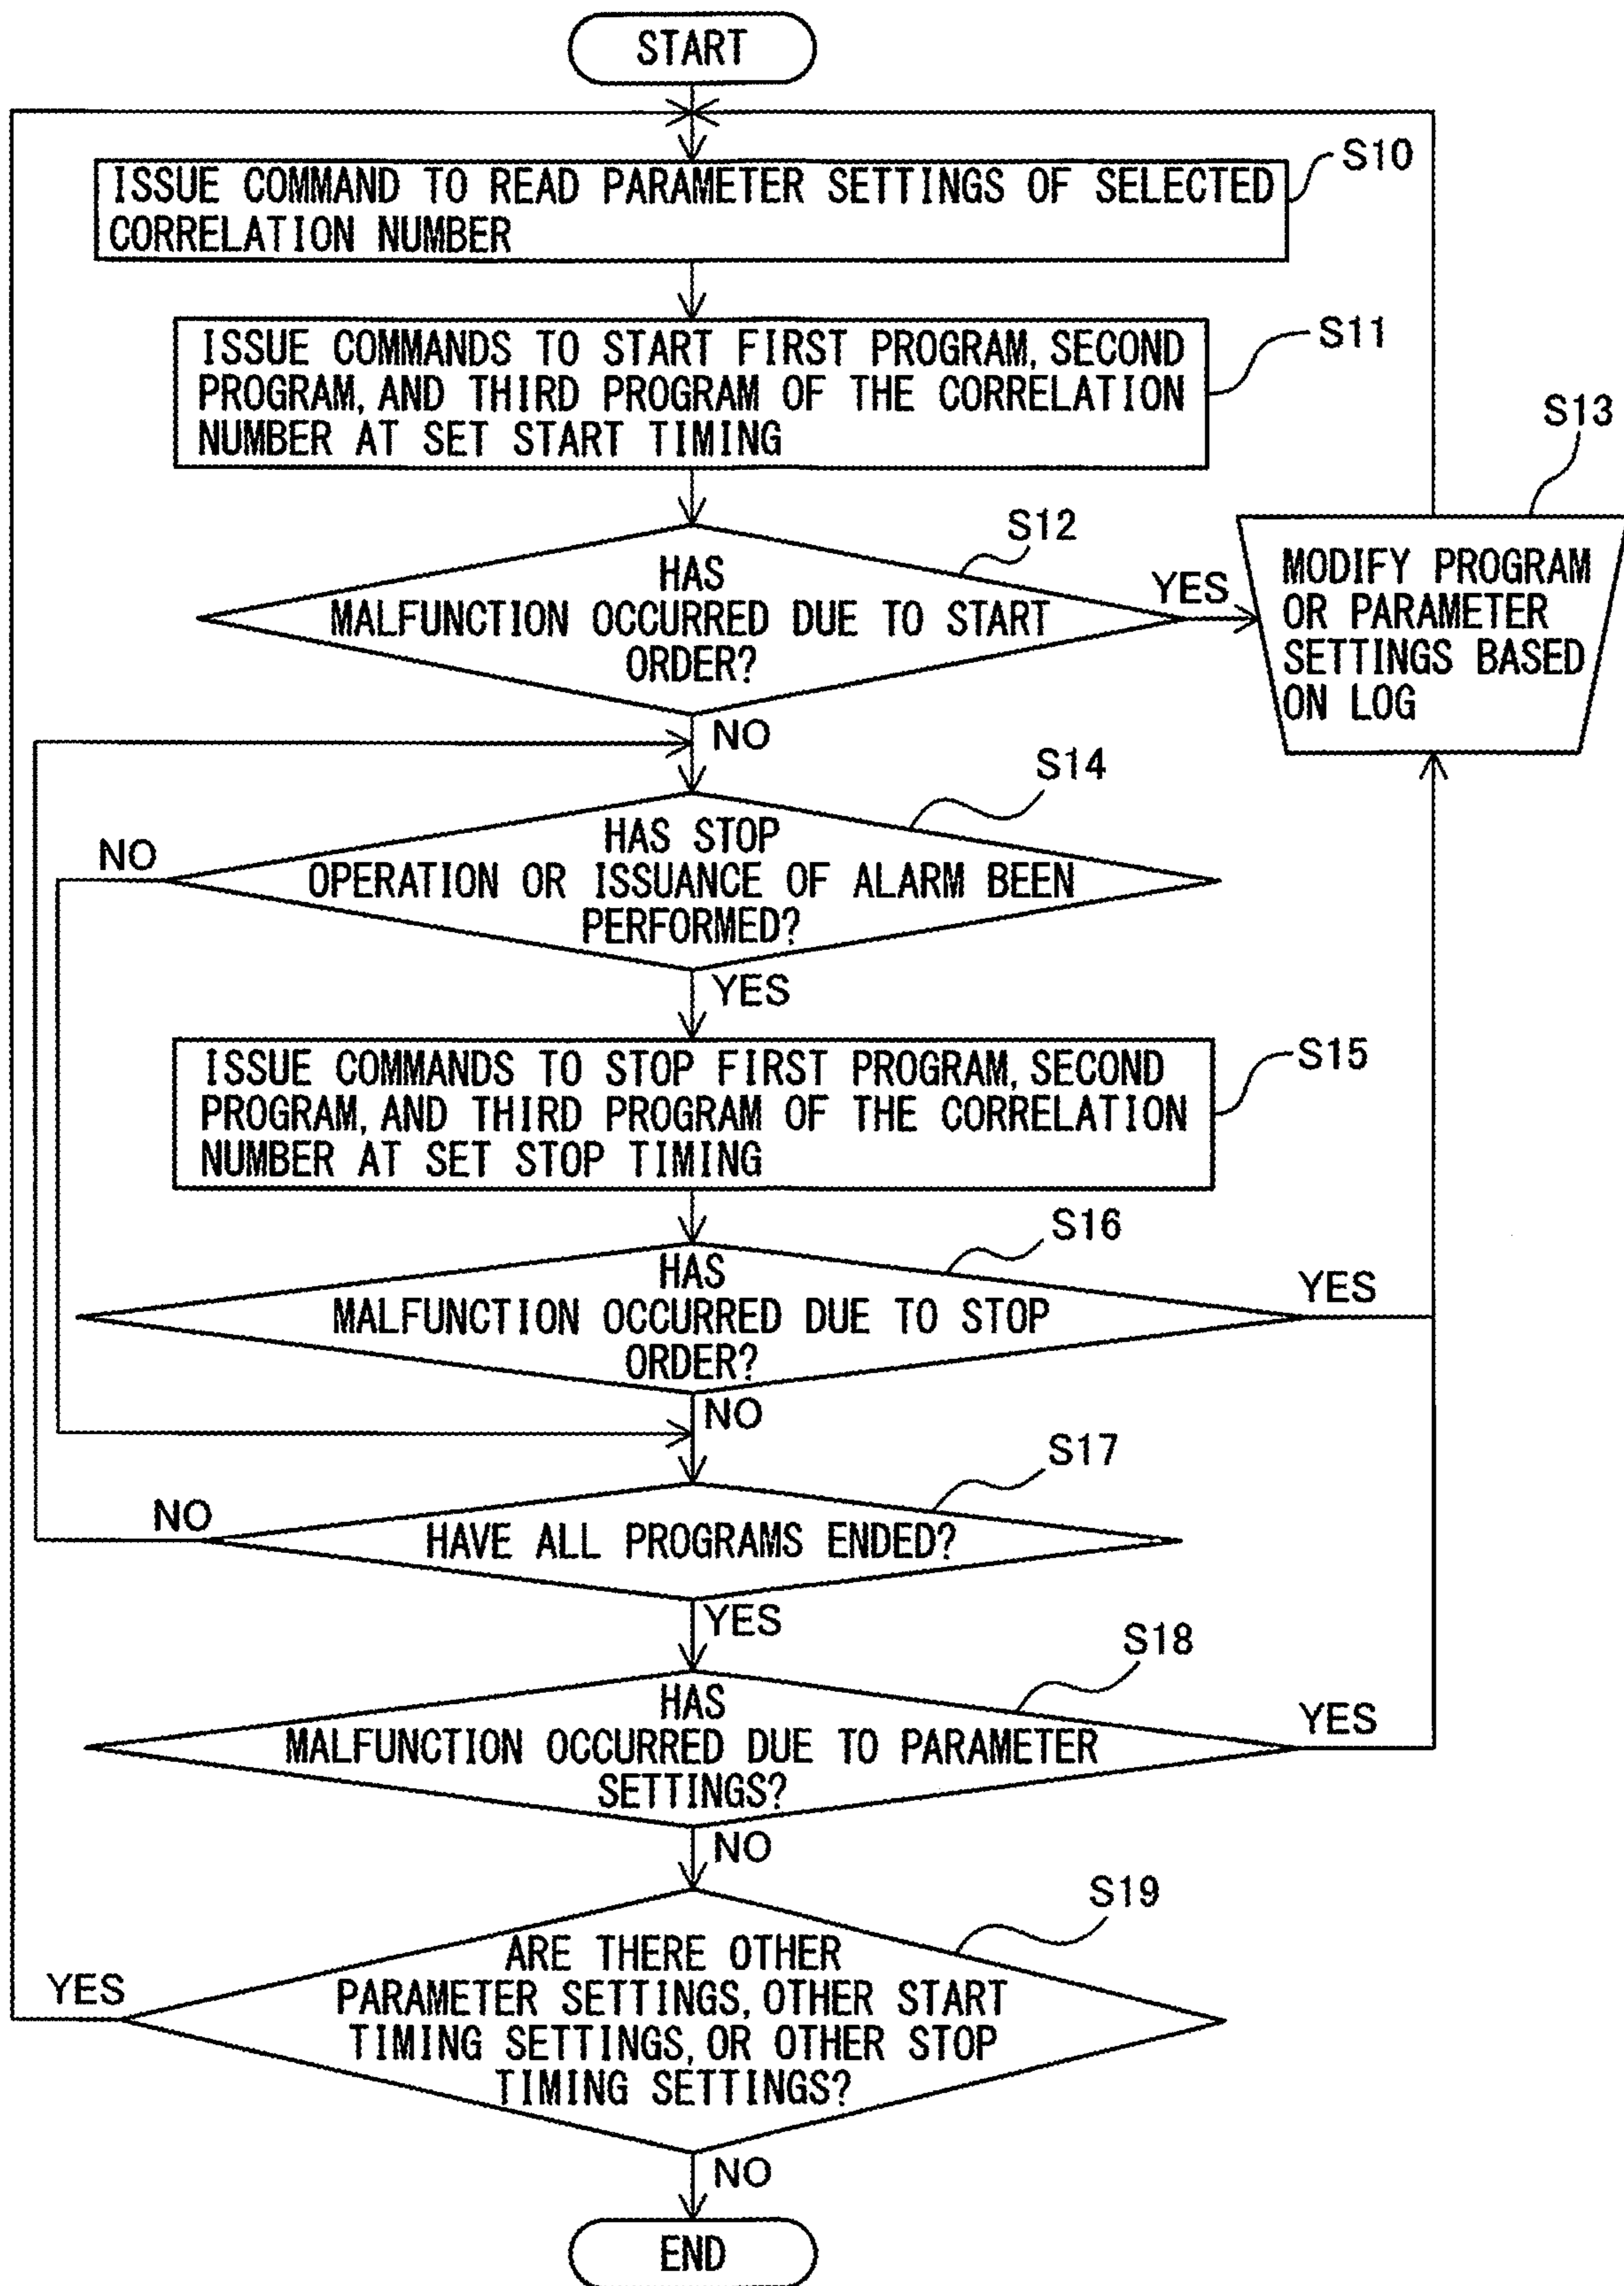 START
S10
ISSUE COMMAND TO READ PARAMETER SETTINGS OF SELECTED
CORRELATION NUMBER
S11
ISSUE COMMANDS TO START FIRST PROGRAM, SECOND
PROGRAM, AND THIRD PROGRAM OF THE CORRELATION
NUMBER AT SET START TIMING
S12
HAS
MALFUNCTION OCCURRED DUE TO START
ORDER?
YES
S13
MODIFY PROGRAM
OR PARAMETER
SETTINGS BASED
ON LOG
NO
S14
HAS STOP
OPERATION OR ISSUANCE OF ALARM BEEN
PERFORMED?
NO
YES
S15
ISSUE COMMANDS TO STOP FIRST PROGRAM, SECOND
PROGRAM, AND THIRD PROGRAM OF THE CORRELATION
NUMBER AT SET STOP TIMING
S16
HAS
MALFUNCTION OCCURRED DUE TO STOP
ORDER?
YES
NO
S17
HAVE ALL PROGRAMS ENDED?
NO
YES
S18
HAS
MALFUNCTION OCCURRED DUE TO PARAMETER
SETTINGS?
YES
NO
S19
ARE THERE OTHER
PARAMETER SETTINGS, OTHER START
TIMING SETTINGS, OR OTHER STOP
TIMING SETTINGS?
YES
NO
END